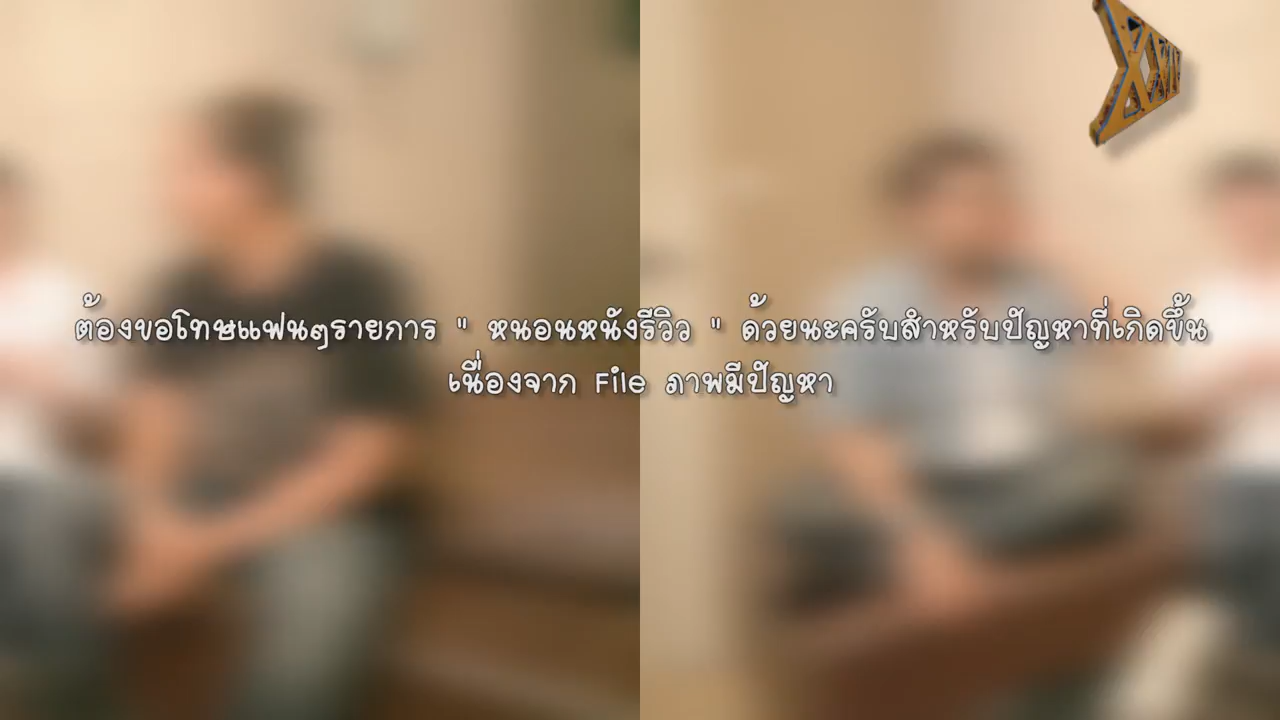 ต้องขอโทษแฟนๆรายการ " หนอนหนังรีวิว " ด้วยนะครับสำหรับปัญหาที่เกิดขึ้น
เนื่องจาก File ภาพมีปัญหา